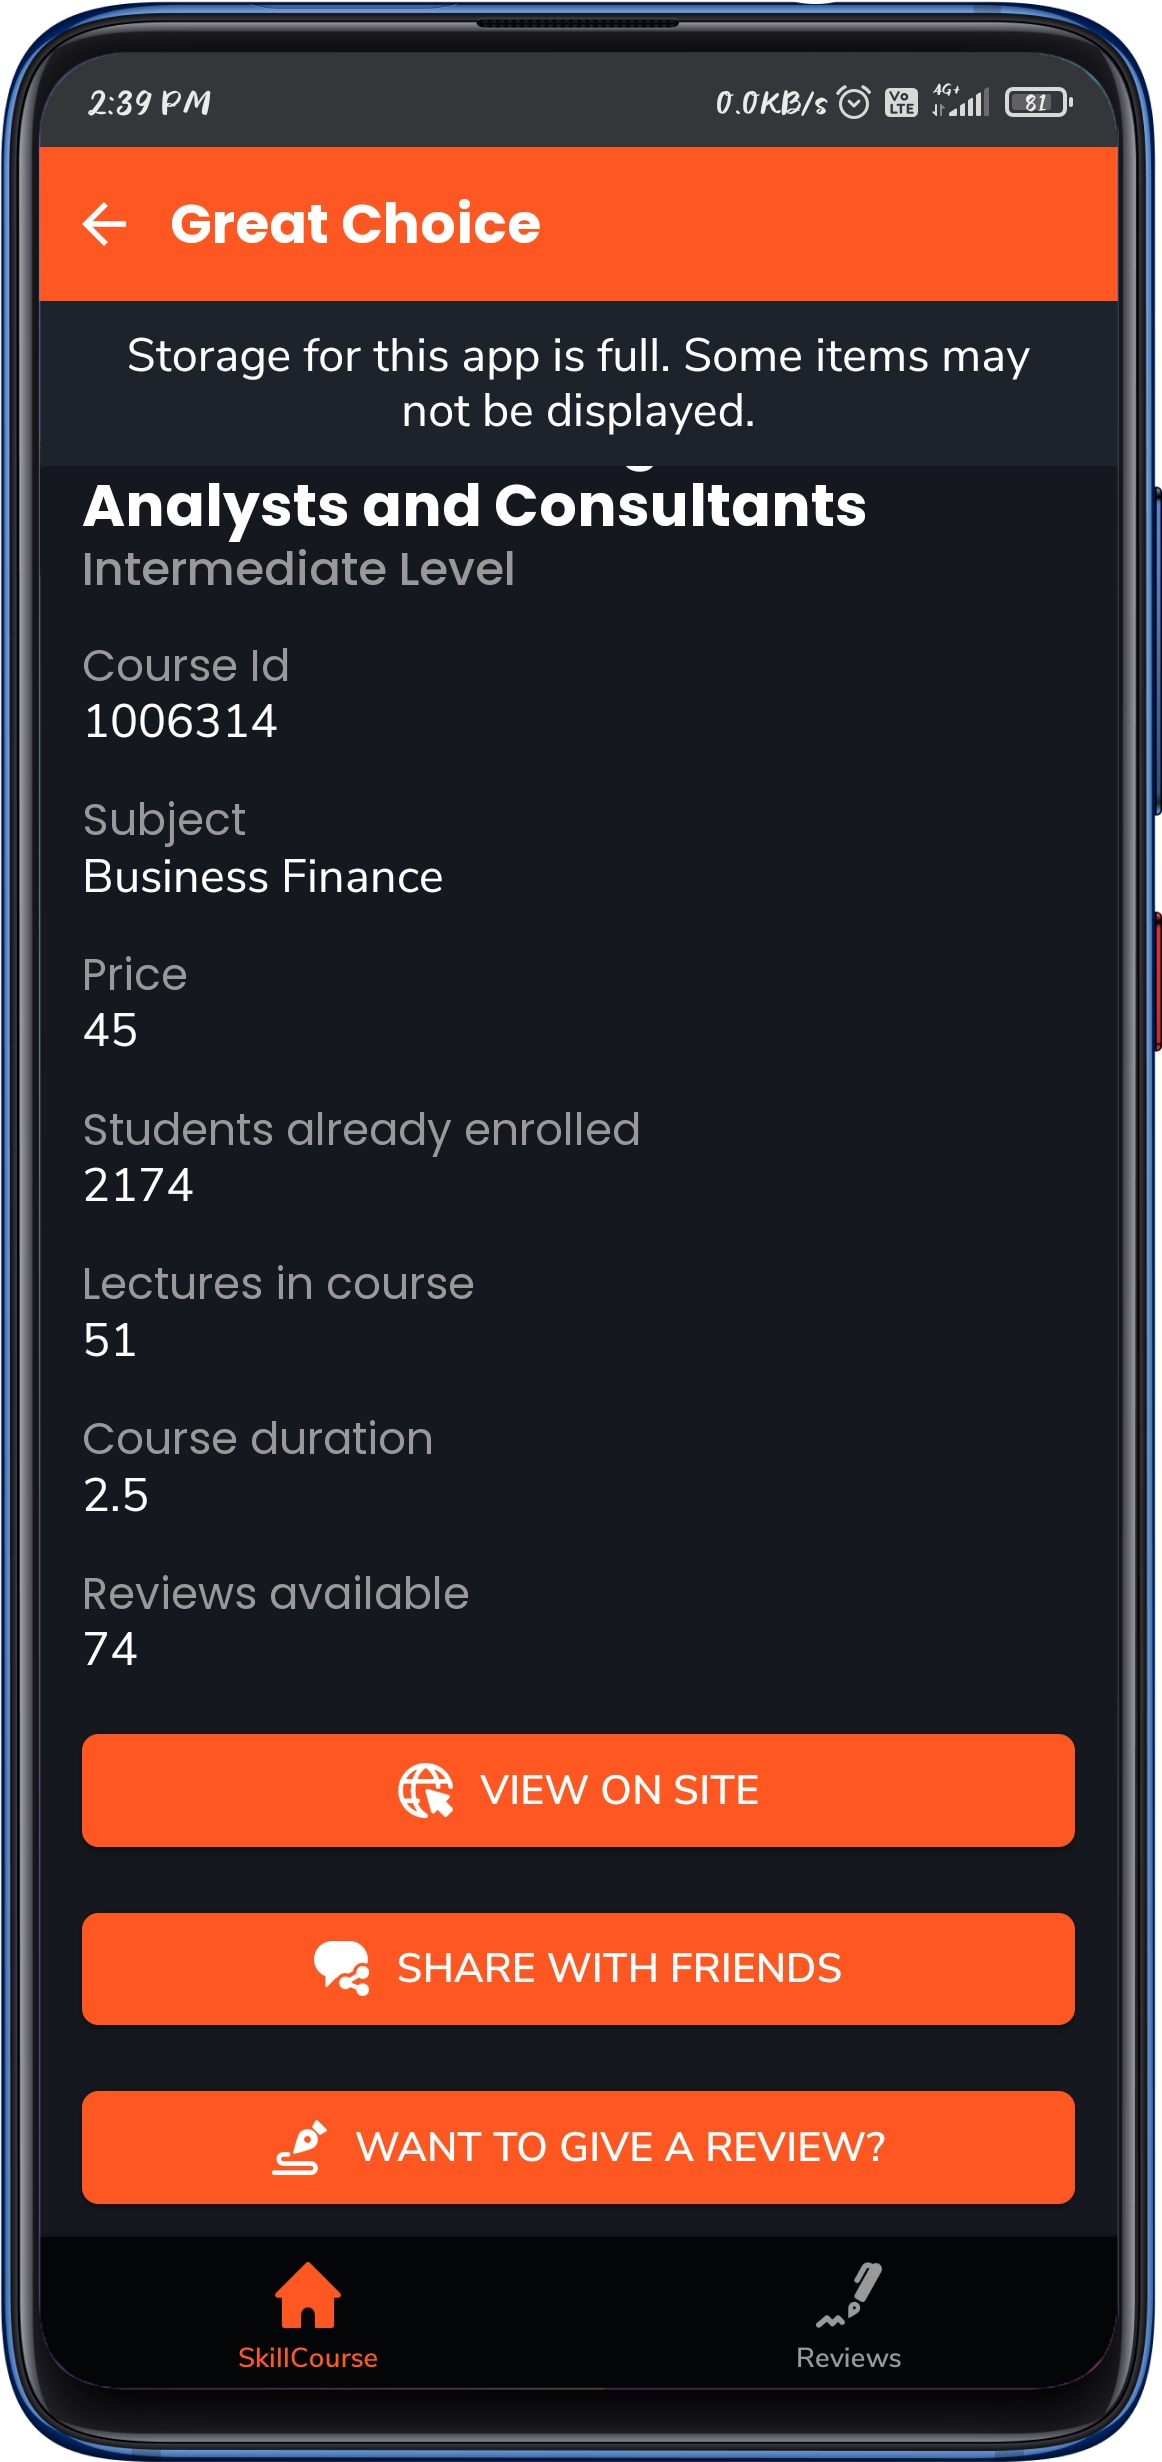 2:39 PM
0.0KB/s
Vo LTE
4G+
81
Great Choice
Storage for this app is full. Some items may
not be displayed.
Analysts and Consultants
Intermediate Level
Course Id
1006314
Subject
Business Finance
Price
45
Students already enrolled
2174
Lectures in course
51
Course duration
2.5
Reviews available
74
VIEW ON SITE
SHARE WITH FRIENDS
WANT TO GIVE A REVIEW?
SkillCourse
Reviews